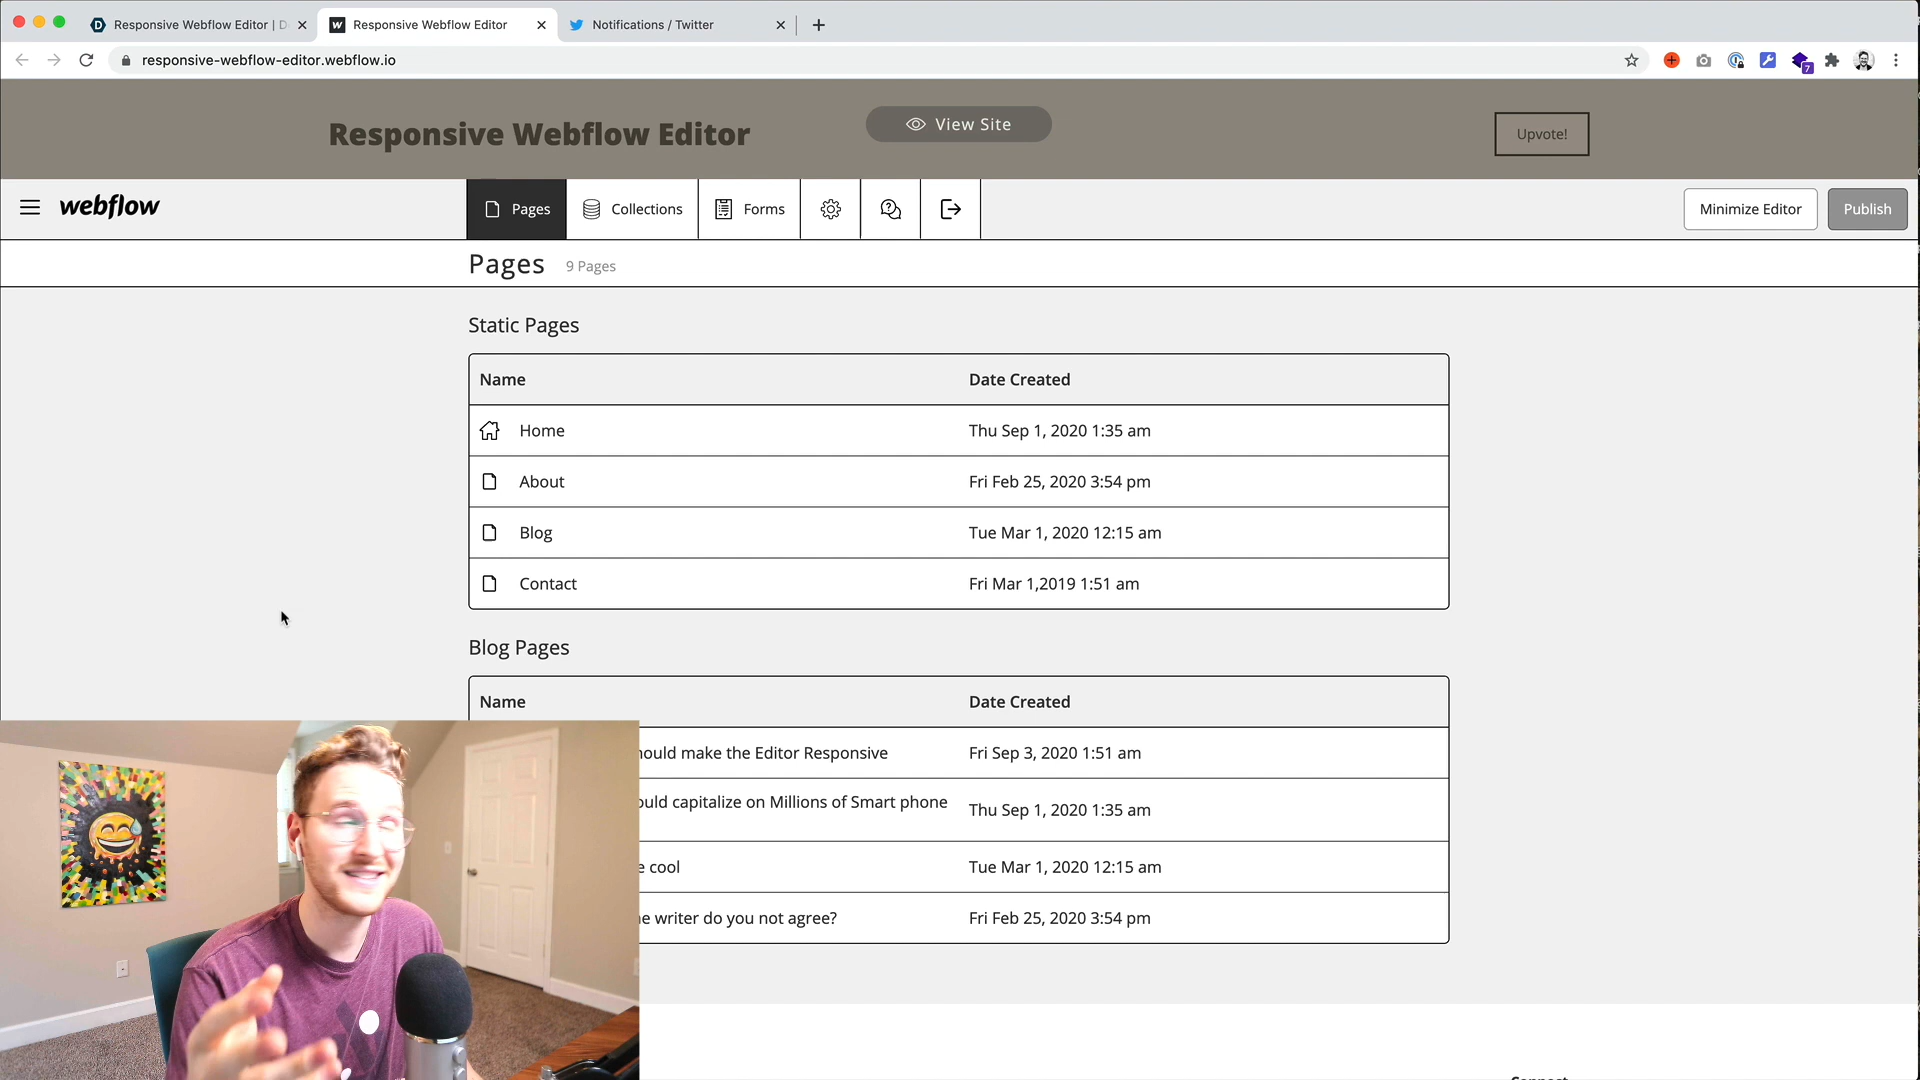 Responsive Webflow Editor | D
Responsive Webflow Editor
Notifications / Twitter
responsive-webflow-editor.webflow.io
7
Responsive Webflow Editor
View Site
Upvote!
webflow
Pages
Collections
Forms
Minimize Editor
Publish
Pages
9 Pages
Static Pages
Name
Date Created
Home
Thu Sep 1, 2020 1:35 am
About
Fri Feb 25, 2020 3:54 pm
Blog
Tue Mar 1, 2020 12:15 am
Contact
Fri Mar 1,2019 1:51 am
Blog Pages
Name
Date Created
make the Editor Responsive
Fri Sep 3, 2020 1:51 am
capitalize on Millions of Smart phone
Thu Sep 1, 2020 1:35 am
cool
Tue Mar 1, 2020 12:15 am
writer do you not agree?
Fri Feb 25, 2020 3:54 pm